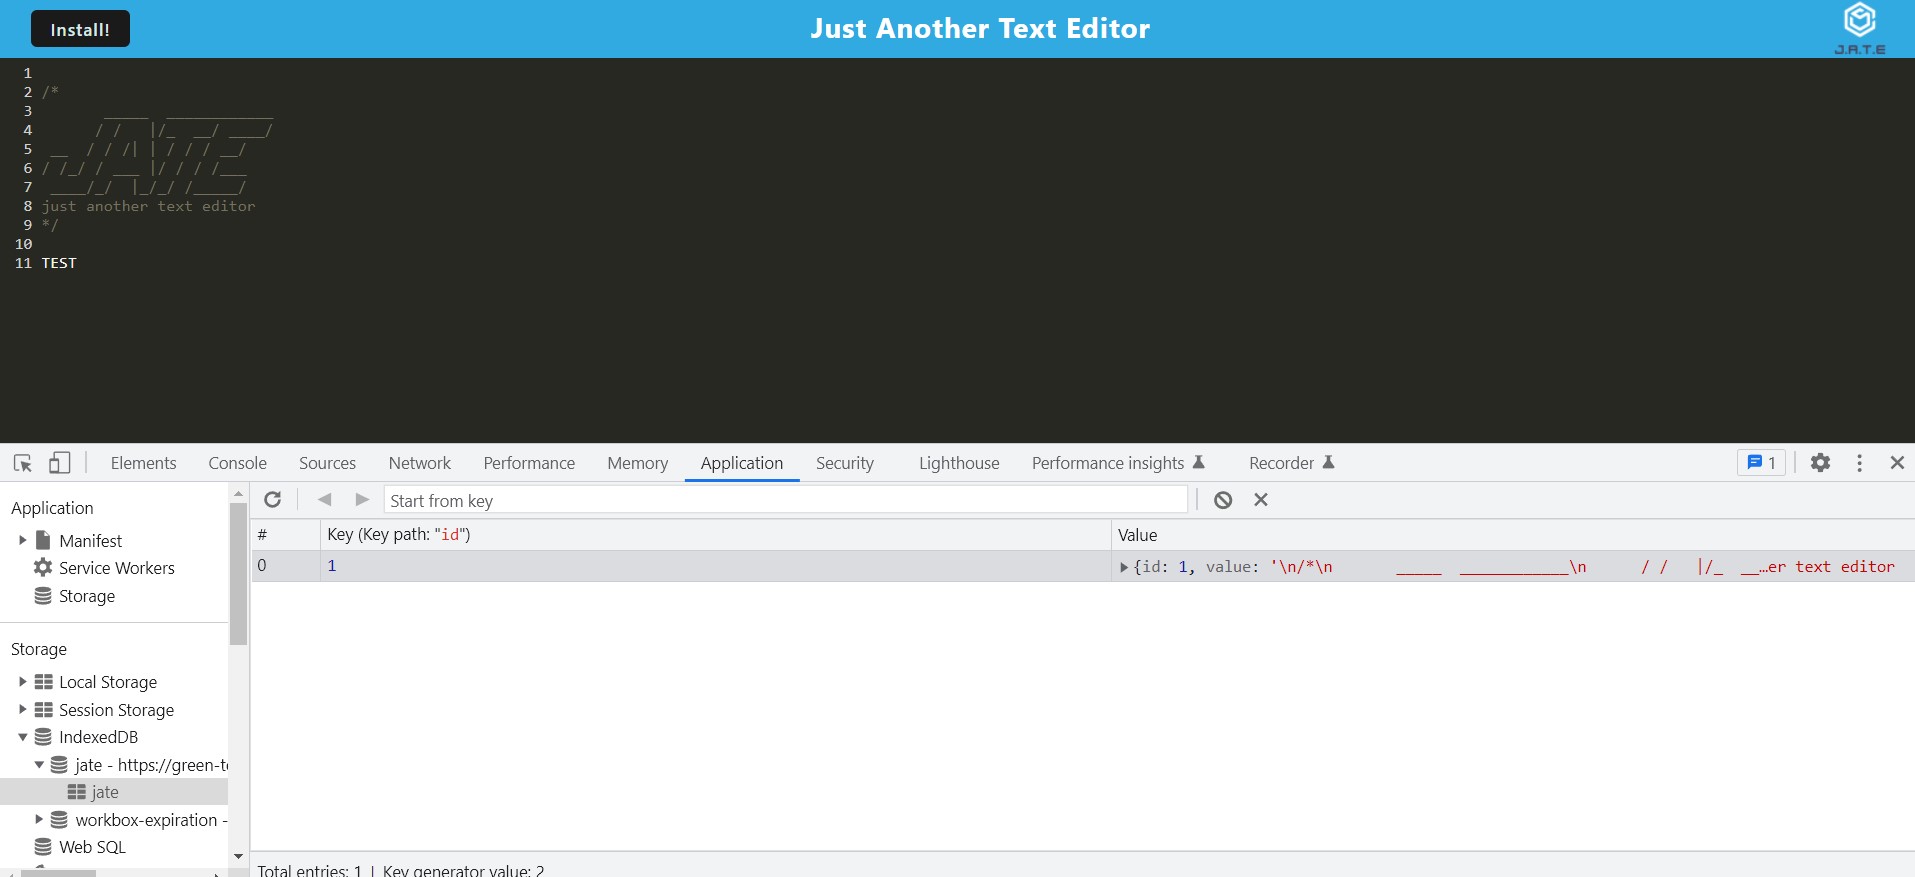 Install!
Just Another Text Editor
J.A.T.E
1
2 /*
3        _____  ____________
4       / /   |/_  __/ ____/
5  __  / / /| | / / / __/
6 / /_/ / ___ |/ / / /___
7  ____/_/  |_/_/ /_____/
8 just another text editor
9 */
10
11 TEST
Elements Console Sources Network Performance Memory Application Security Lighthouse Performance insights Recorder 1
Application
Manifest
Service Workers
Storage
Storage
Local Storage
Session Storage
IndexedDB
jate - https://green-te
jate
workbox-expiration -
Web SQL
Start from key
# Key (Key path: "id") Value
0 1 {id: 1, value: '\n/*\n       _____  ____________\n      / /   |/_  __…er text editor
Total entries: 1 | Key generator value: 2